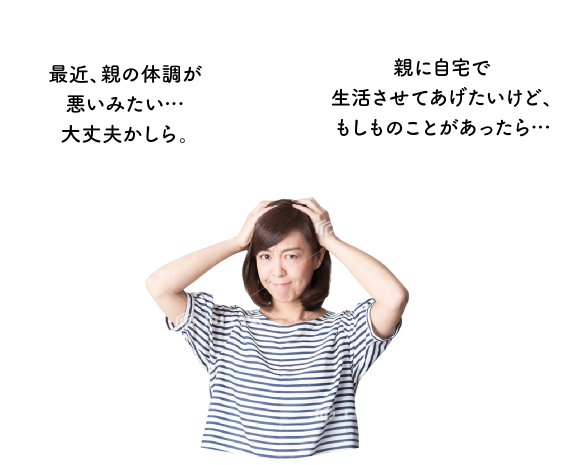 最近、親の体調が
悪いみたい…
大丈夫かしら。
親に自宅で
生活させてあげたいけど、
もしものことがあったら…